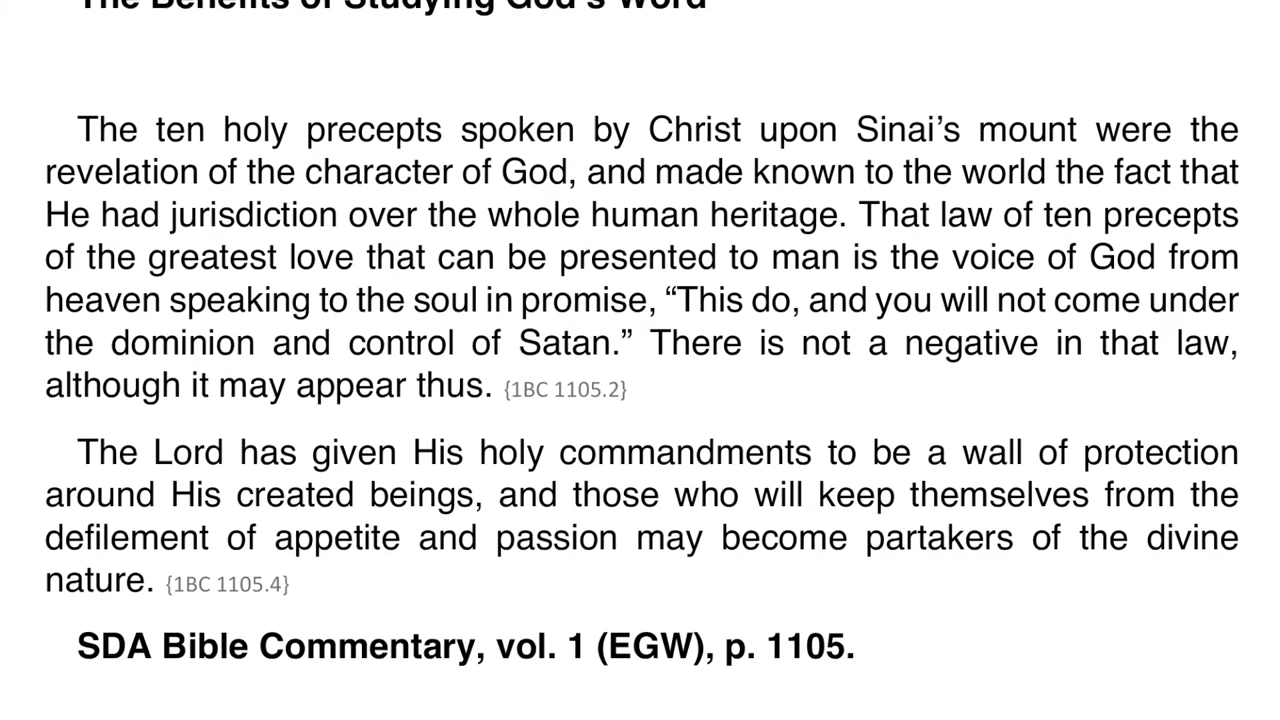 The Benefits of Studying God's Word
The ten holy precepts spoken by Christ upon Sinai’s mount were the
revelation of the character of God, and made known to the world the fact that
He had jurisdiction over the whole human heritage. That law of ten precepts
of the greatest love that can be presented to man is the voice of God from
heaven speaking to the soul in promise, “This do, and you will not come under
the dominion and control of Satan.” There is not a negative in that law,
although it may appear thus. {1BC 1105.2}
The Lord has given His holy commandments to be a wall of protection
around His created beings, and those who will keep themselves from the
defilement of appetite and passion may become partakers of the divine
nature. {1BC 1105.4}
SDA Bible Commentary, vol. 1 (EGW), p. 1105.